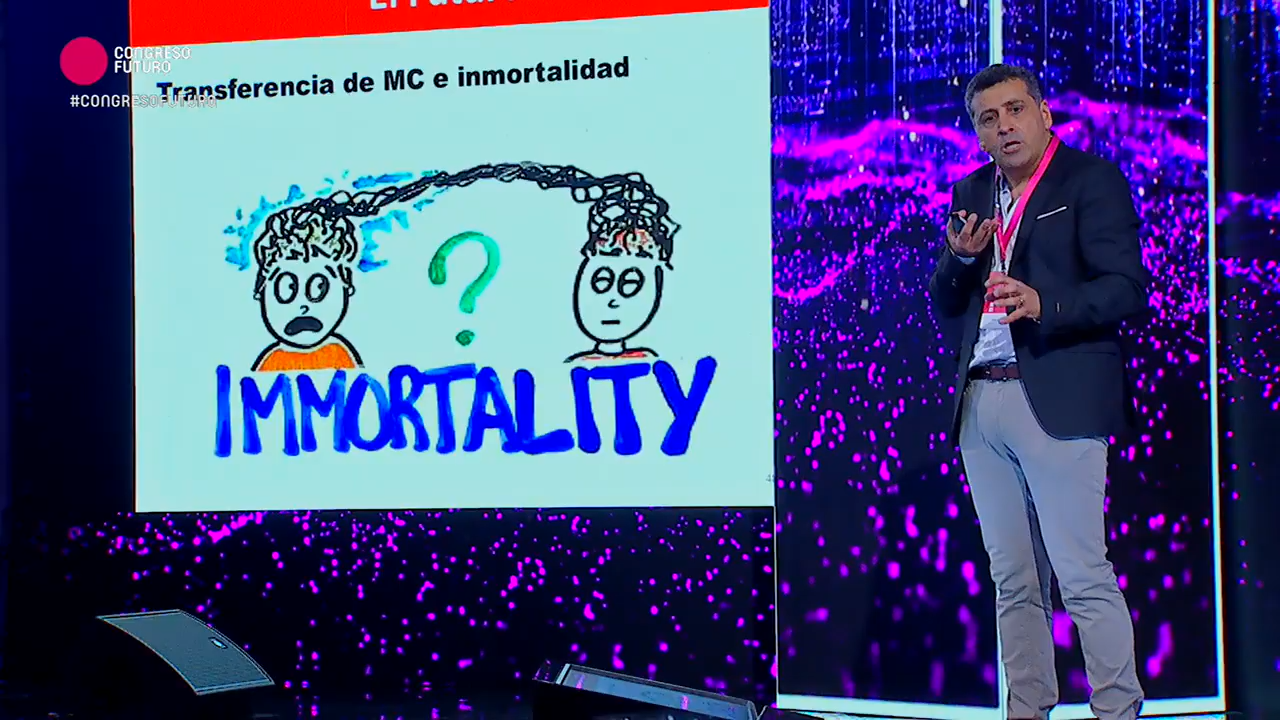 CONGRESO
FUTURO
#CONGRESOFUTURO
Transferencia de MC e inmortalidad
?
IMMORTALITY